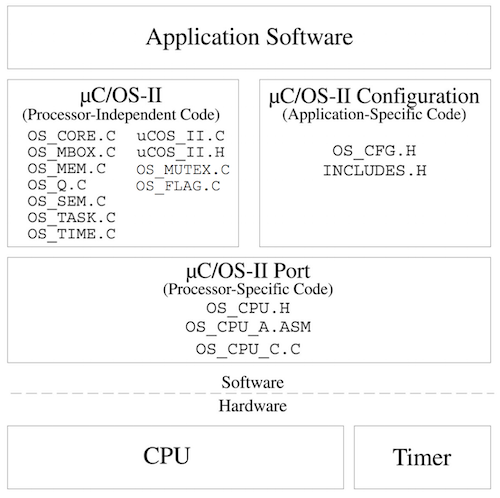 Application Software
µC/OS-II
(Processor-Independent Code)
OS_CORE.C
OS_MBOX.C
OS_MEM.C
OS_Q.C
OS_SEM.C
OS_TASK.C
OS_TIME.C
uCOS_II.C
uCOS_II.H
OS_MUTEX.C
OS_FLAG.C
µC/OS-II Configuration
(Application-Specific Code)
OS_CFG.H
INCLUDES.H
µC/OS-II Port
(Processor-Specific Code)
OS_CPU.H
OS_CPU_A.ASM
OS_CPU_C.C
Software
Hardware
CPU
Timer